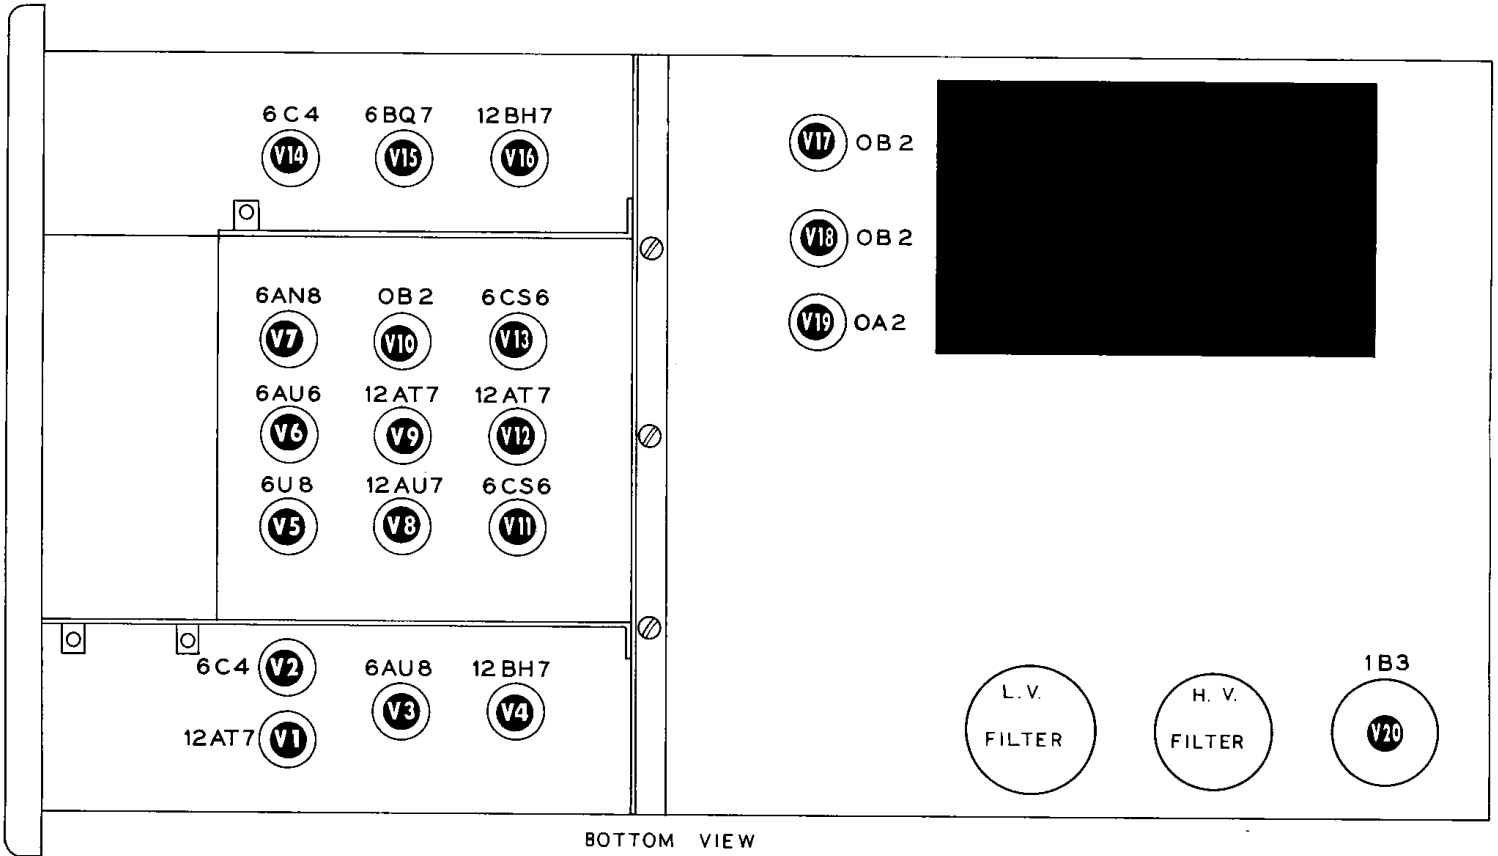 6C4 6BQ7 12BH7
V14 V15 V16
V17 OB2
V18 OB2
6AN8 OB2 6CS6
V7 V10 V13
V19 OA2
6AU6 12AT7 12AT7
V6 V9 V12
6U8 12AU7 6CS6
V5 V8 V11
6C4 V2
6AU8 12BH7
V3 V4
12AT7 V1
1B3
V20
L.V.
FILTER
H. V.
FILTER
BOTTOM VIEW